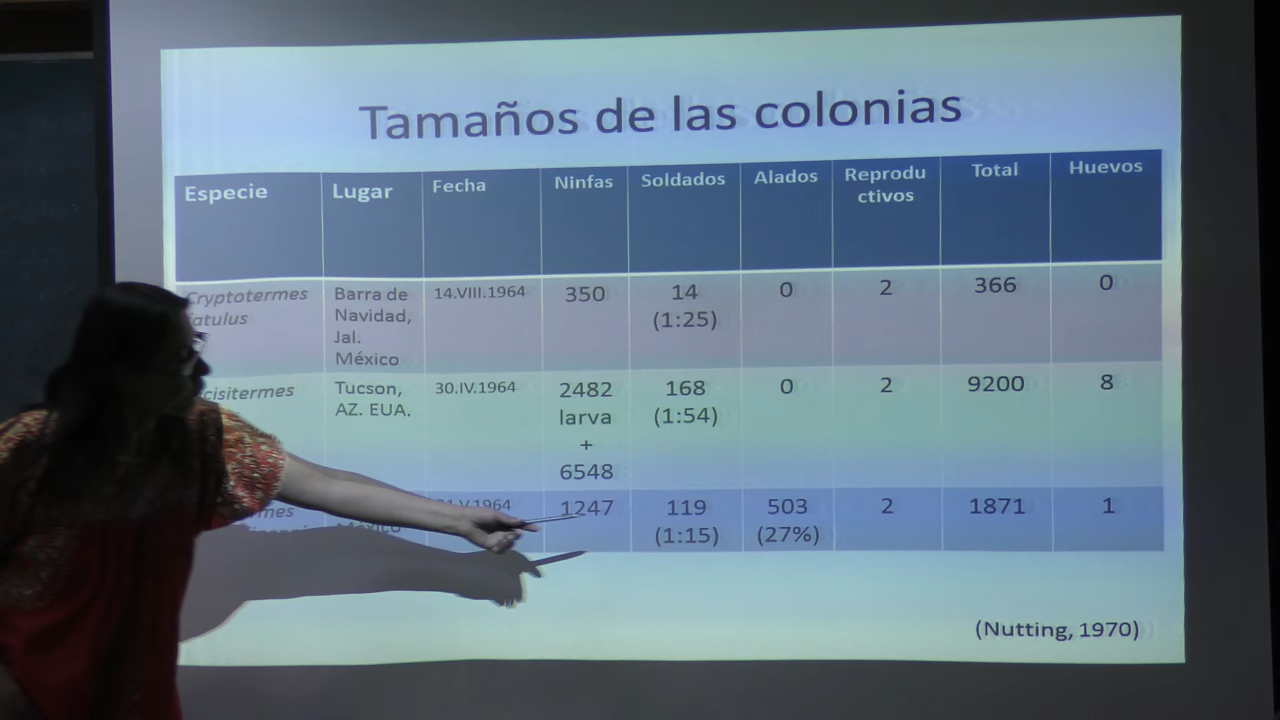 Tamaños de las colonias
Especie Lugar Fecha Ninfas Soldados Alados Reprodu Total Huevos
ctivos
Cryptotermes Barra de 14.VIII.1964 350 14 0 2 366 0
Navidad, (1:25)
Jal.
México
Tucson, 30.IV.1964 2482 168 0 2 9200 8
AZ. EUA. larva (1:54)
+
6548
1247 119 503 2 1871 1
México (1:15) (27%)
(Nutting, 1970)